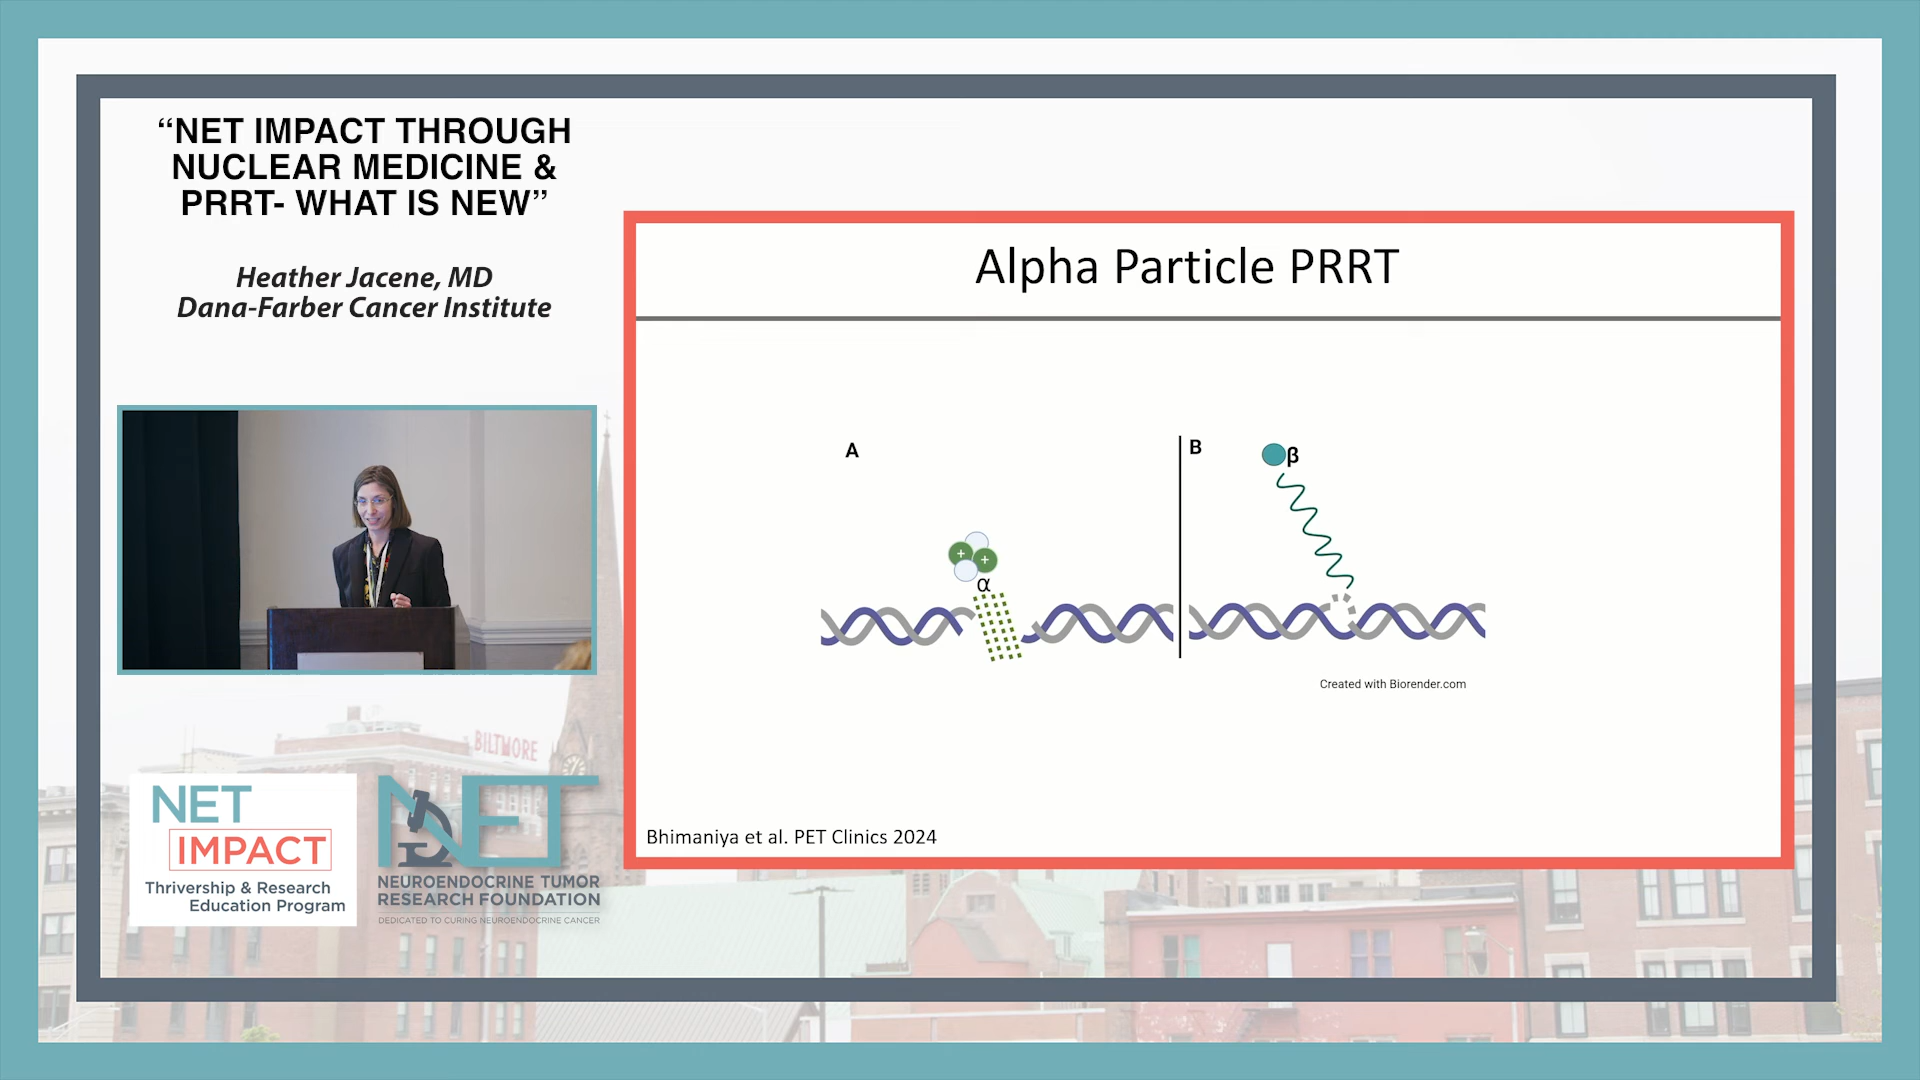 “NET IMPACT THROUGH
NUCLEAR MEDICINE &
PRRT- WHAT IS NEW”
Heather Jacene, MD
Dana-Farber Cancer Institute
Alpha Particle PRRT
A
B
β
+
+
α
Created with Biorender.com
Bhimaniya et al. PET Clinics 2024
BILTMORE
NET
IMPACT
Thrivership & Research
Education Program
NET
NEUROENDOCRINE TUMOR
RESEARCH FOUNDATION
DEDICATED TO CURING NEUROENDOCRINE CANCER